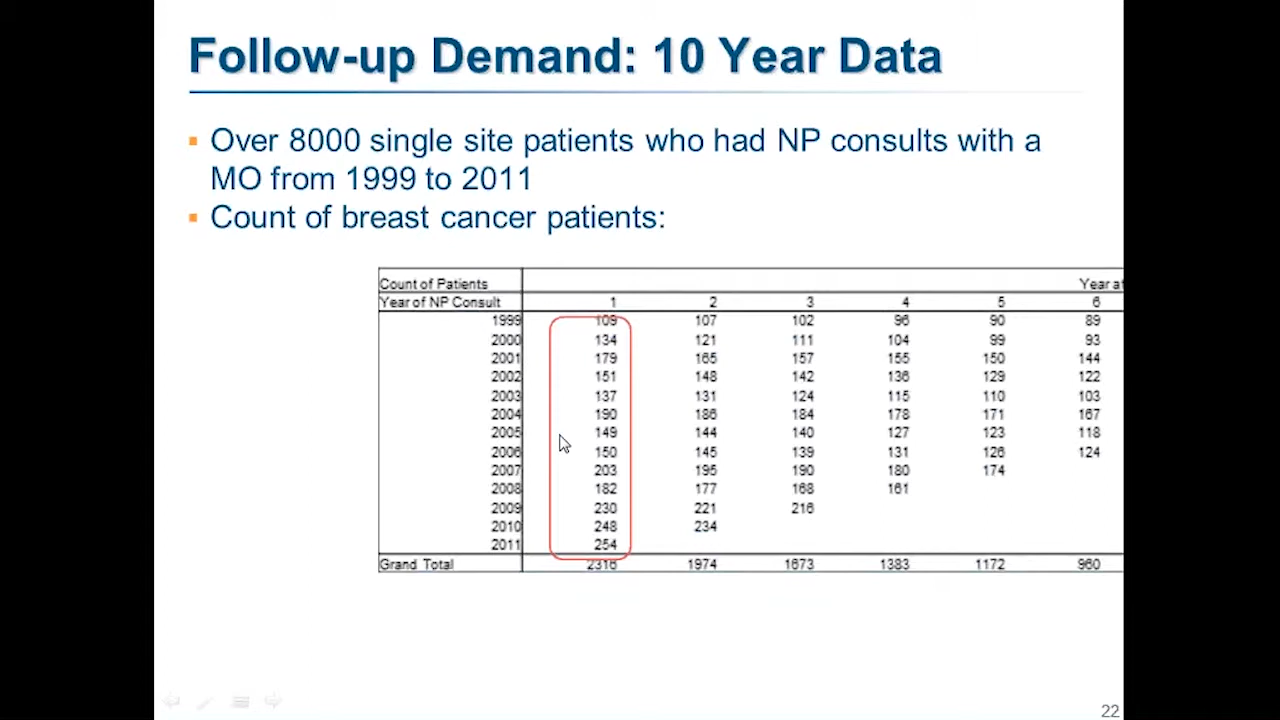 Follow-up Demand: 10 Year Data
▪ Over 8000 single site patients who had NP consults with a
MO from 1999 to 2011
▪ Count of breast cancer patients:
Count of Patients Year
Year of NP Consult 1 2 3 4 5 6
1999 109 107 102 96 90 89
2000 134 121 111 104 99 93
2001 179 165 157 155 150 144
2002 151 148 142 136 129 122
2003 137 131 124 115 110 103
2004 190 186 184 178 171 167
2005 149 144 140 127 123 118
2006 150 145 139 131 126 124
2007 203 195 190 180 174
2008 182 177 168 161
2009 230 221 216
2010 248 234
2011 254
Grand Total 2316 1974 1673 1383 1172 960
22